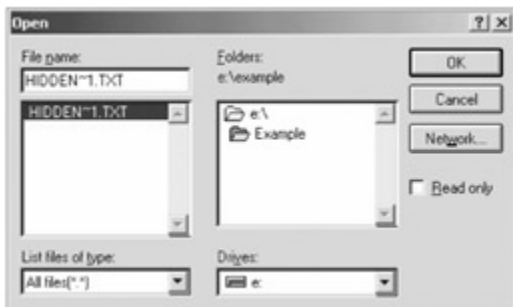 Open
File name:
HIDDEN~1.TXT
HIDDEN~1.TXT
List files of type:
All files(*.*)
Folders:
e:\example
e:\
Example
Drives:
e:
OK
Cancel
Network...
Read only